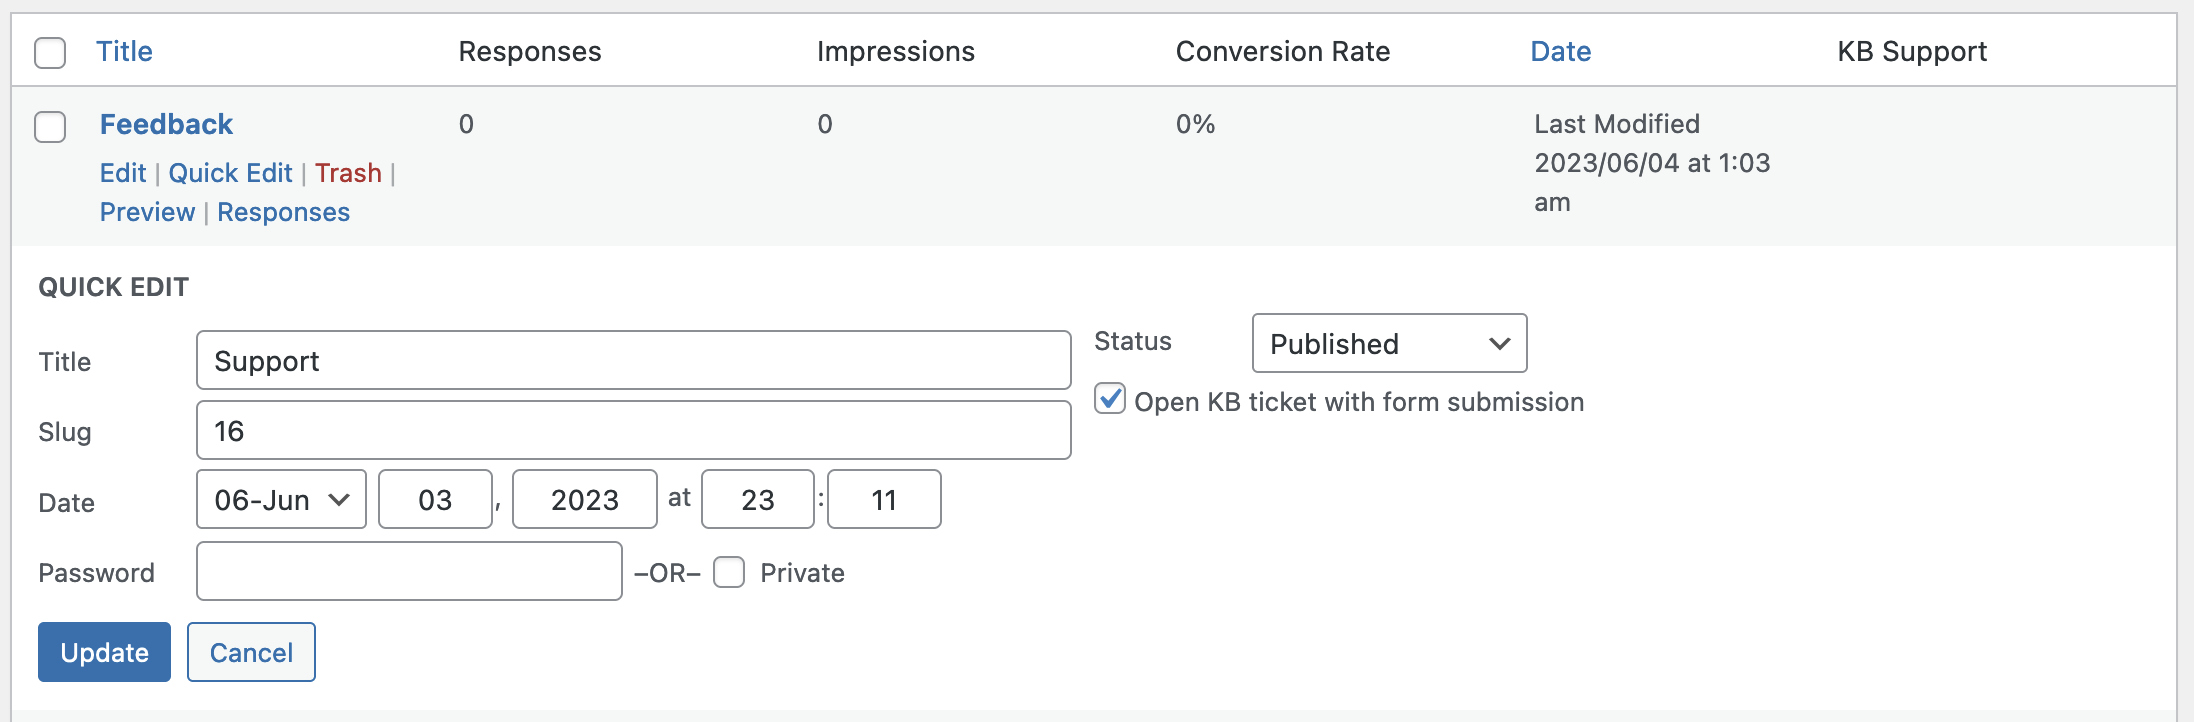 Title Responses Impressions Conversion Rate Date KB Support
Feedback 0 0 0% Last Modified
2023/06/04 at 1:03
am
Edit | Quick Edit | Trash |
Preview | Responses
QUICK EDIT
Title Support
Slug 16
Date 06-Jun 03 , 2023 at 23 : 11
Password –OR– Private
Status Published
Open KB ticket with form submission
Update Cancel